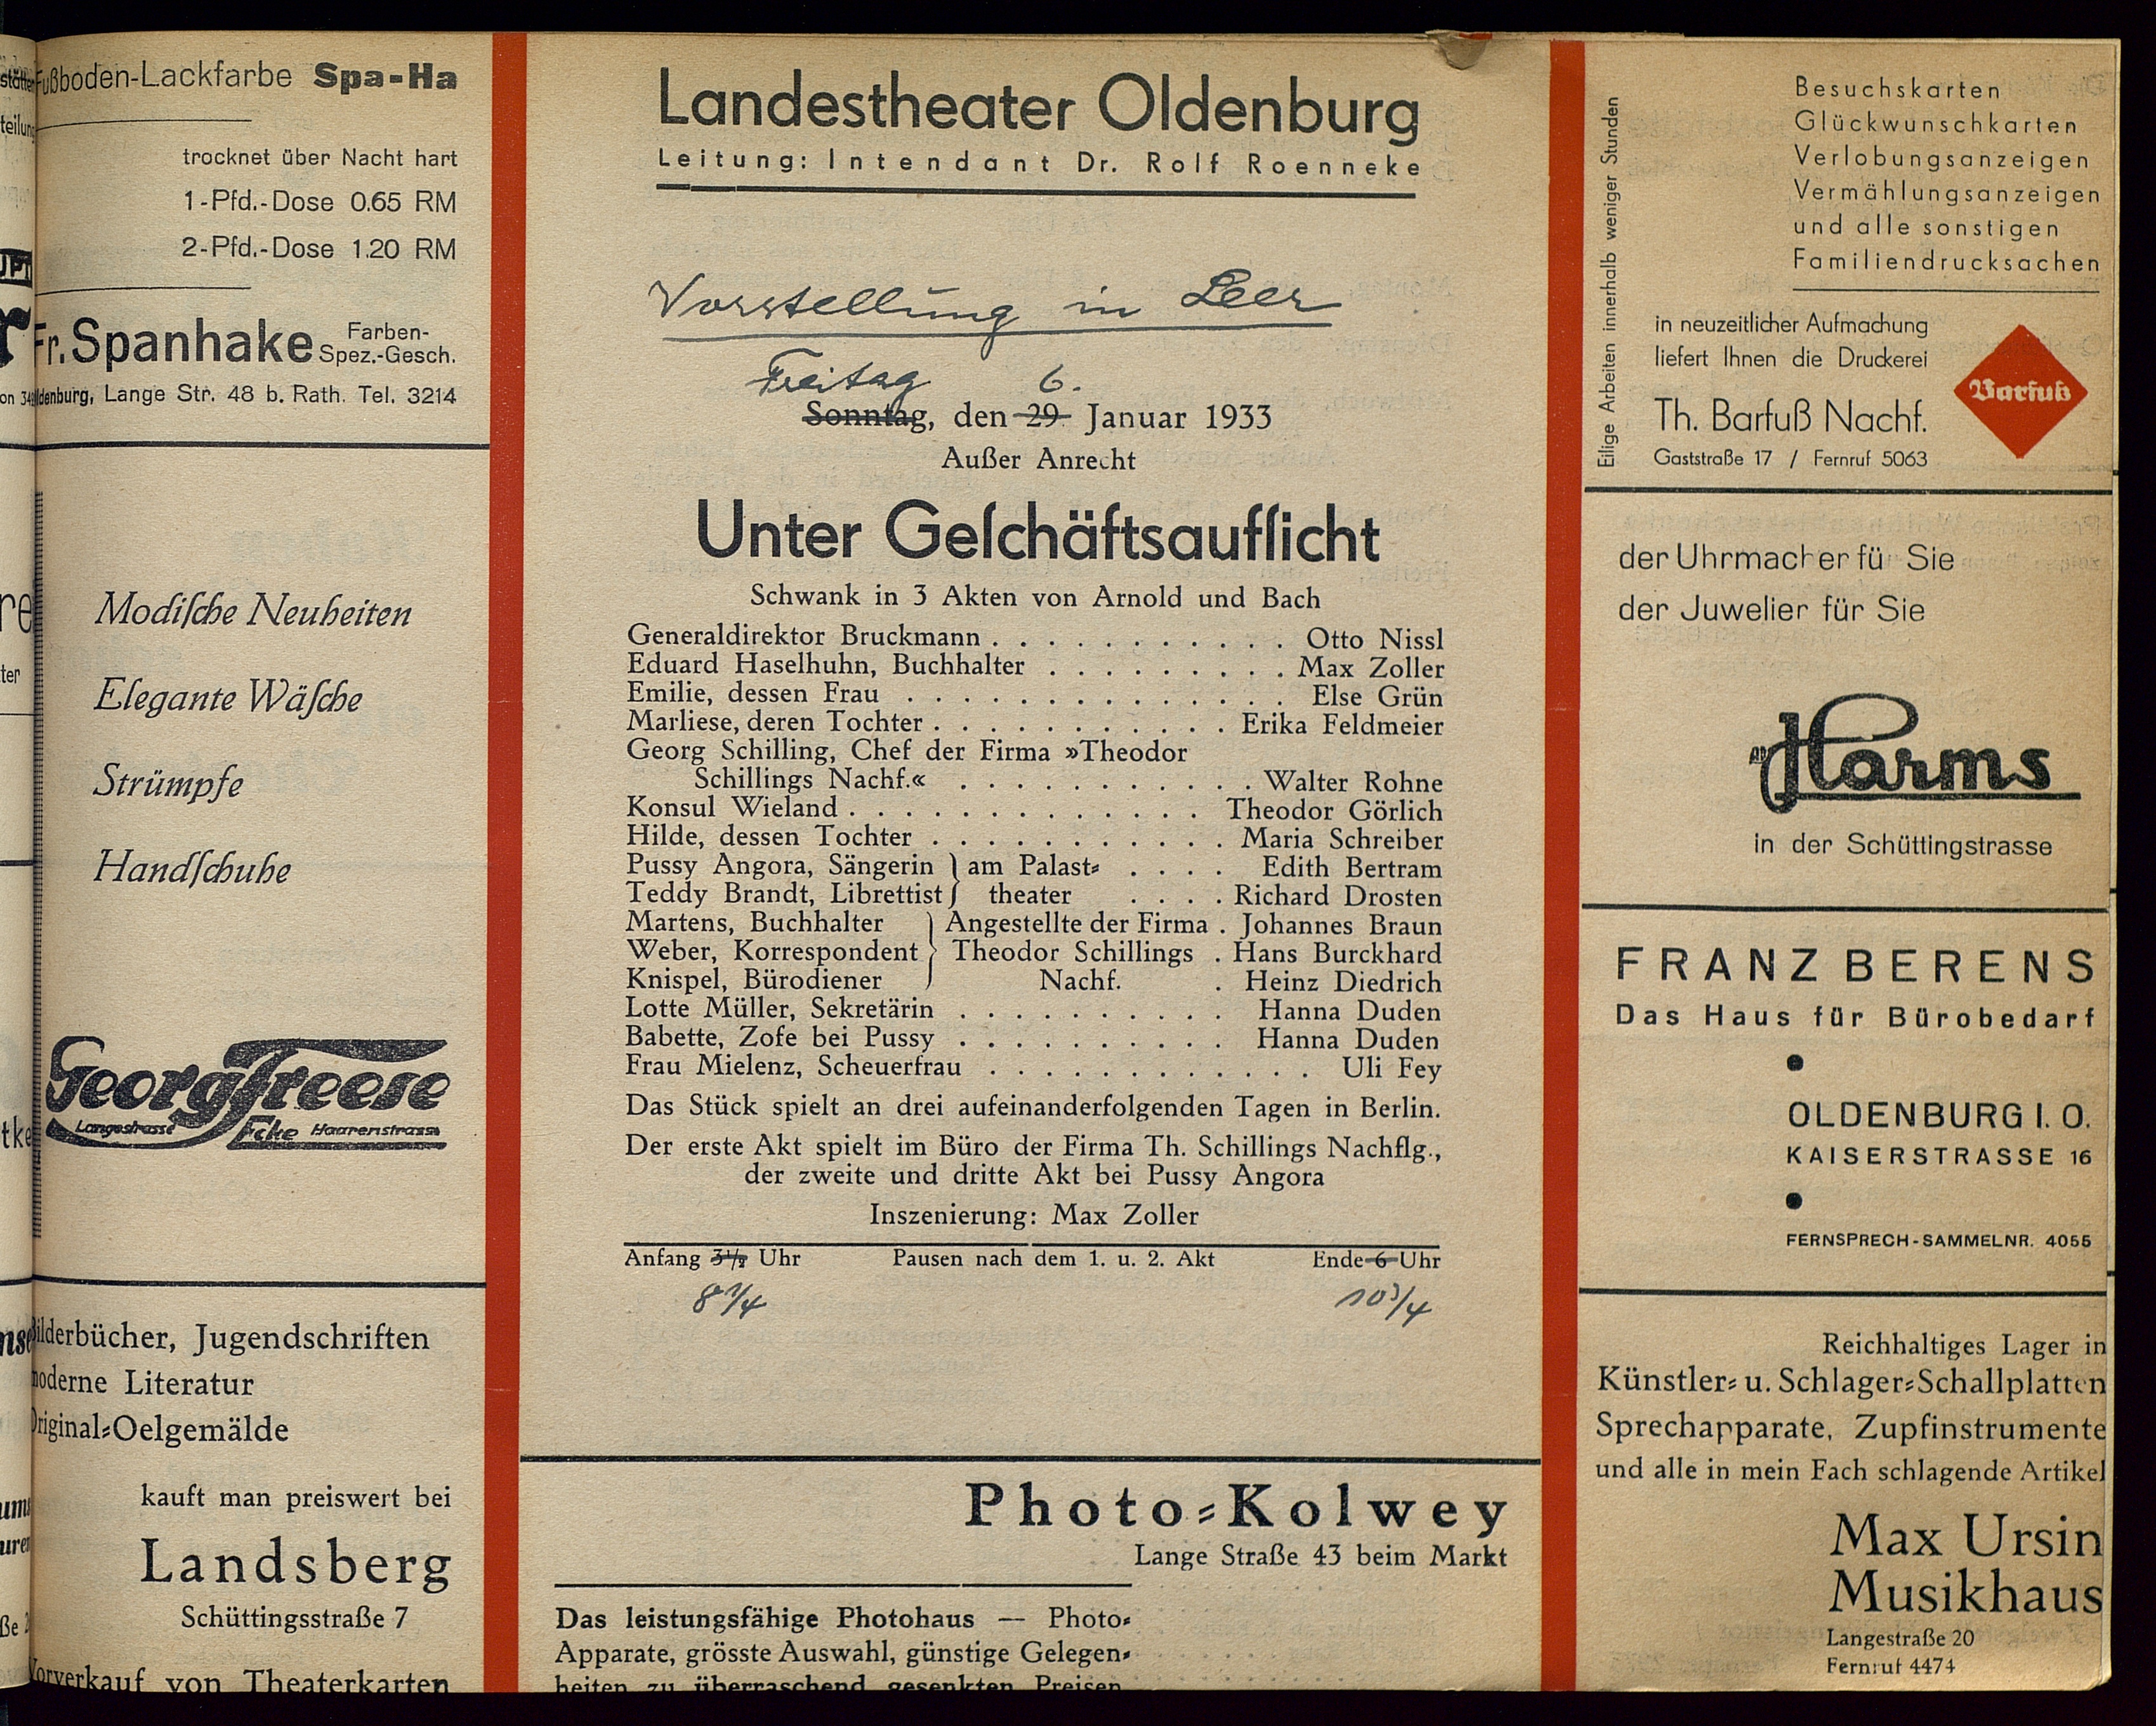 Fußboden-Lackfarbe Spa-Ha
trocknet über Nacht hart
1-Pfd.-Dose 0.65 RM
2-Pfd.-Dose 1.20 RM
Fr. Spanhake Farben-
Spez.-Gesch.
Lange Str. 48 b. Rath. Tel. 3214
Modiſche Neuheiten
Elegante Wäſche
Strümpfe
Handſchuhe
Georg Freese
Langestrasse Ecke Haarenstrasse
Bilderbücher, Jugendschriften
moderne Literatur
Original-Oelgemälde
kauft man preiswert bei
Landsberg
Schüttingsstraße 7
Vorverkauf von Theaterkarten
Landestheater Oldenburg
Leitung: Intendant Dr. Rolf Roenneke
Vorstellung in Leer
Freitag 6.
Sonntag, den 29. Januar 1933
Außer Anrecht
Unter Geſchäftsaufſicht
Schwank in 3 Akten von Arnold und Bach
Generaldirektor Bruckmann . . . . . . . . . . . Otto Nissl
Eduard Haselhuhn, Buchhalter . . . . . . . . . Max Zoller
Emilie, dessen Frau . . . . . . . . . . . . . . Else Grün
Marliese, deren Tochter . . . . . . . . . . . Erika Feldmeier
Georg Schilling, Chef der Firma »Theodor
Schillings Nachf.« . . . . . . . . . . . Walter Rohne
Konsul Wieland . . . . . . . . . . . . . Theodor Görlich
Hilde, dessen Tochter . . . . . . . . . . . Maria Schreiber
Pussy Angora, Sängerin } am Palast- . . . . Edith Bertram
Teddy Brandt, Librettist } theater . . . . Richard Drosten
Martens, Buchhalter } Angestellte der Firma . Johannes Braun
Weber, Korrespondent } Theodor Schillings . Hans Burckhard
Knispel, Bürodiener } Nachf. . Heinz Diedrich
Lotte Müller, Sekretärin . . . . . . . . . . Hanna Duden
Babette, Zofe bei Pussy . . . . . . . . . . Hanna Duden
Frau Mielenz, Scheuerfrau . . . . . . . . . . . . Uli Fey
Das Stück spielt an drei aufeinanderfolgenden Tagen in Berlin.
Der erste Akt spielt im Büro der Firma Th. Schillings Nachflg.,
der zweite und dritte Akt bei Pussy Angora
Inszenierung: Max Zoller
Anfang 3½ Uhr Pausen nach dem 1. u. 2. Akt Ende 6 Uhr
8 1/4 10 3/4
Photo-Kolwey
Lange Straße 43 beim Markt
Das leistungsfähige Photohaus — Photo-
Apparate, grösste Auswahl, günstige Gelegen-
heiten zu überraschend gesenkten Preisen
Eilige Arbeiten innerhalb weniger Stunden
Besuchskarten
Glückwunschkarten
Verlobungsanzeigen
Vermählungsanzeigen
und alle sonstigen
Familiendrucksachen
in neuzeitlicher Aufmachung
liefert Ihnen die Druckerei
Th. Barfuß Nachf.
Gaststraße 17 / Fernruf 5063
Barfuß
der Uhrmacher fü Sie
der Juwelier für Sie
AD Harms
in der Schüttingstrasse
FRANZ BERENS
Das Haus für Bürobedarf
OLDENBURG I. O.
KAISERSTRASSE 16
FERNSPRECH-SAMMELNR. 4055
Reichhaltiges Lager in
Künstler- u. Schlager-Schallplatten
Sprechapparate, Zupfinstrumente
und alle in mein Fach schlagende Artikel
Max Ursin
Musikhaus
Langestraße 20
Fernruf 4474